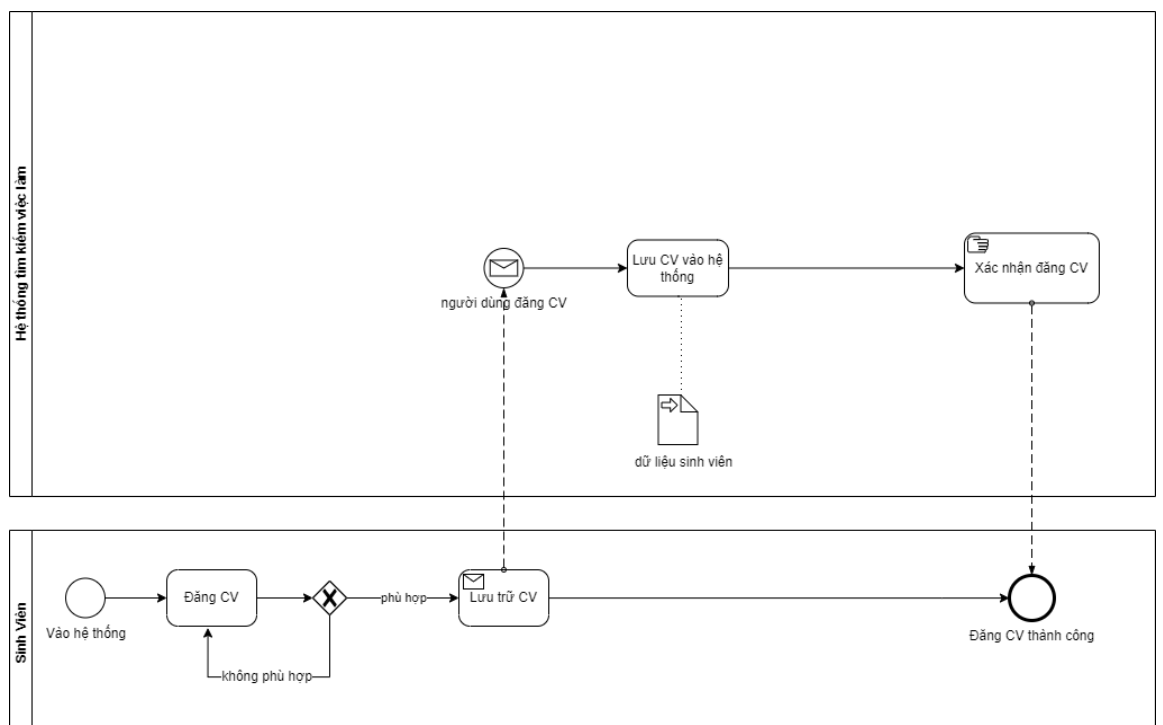 Hệ thống tìm kiếm việc làm
người dùng đăng CV
Lưu CV vào hệ
thống
Xác nhận đăng CV
dữ liệu sinh viên
Sinh Viên
Vào hệ thống
Đăng CV
phù hợp
không phù hợp
Lưu trữ CV
Đăng CV thành công